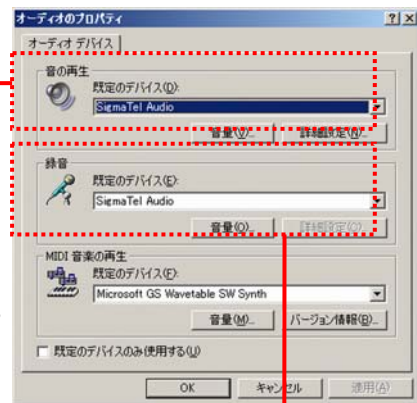 オーディオのプロパティ
オーディオ デバイス
音の再生
既定のデバイス(D):
SigmaTel Audio
音量(V)... 詳細設定(N)...
録音
既定のデバイス(E):
SigmaTel Audio
音量(O)... 詳細設定(C)...
MIDI 音楽の再生
既定のデバイス(F):
Microsoft GS Wavetable SW Synth
音量(M)... バージョン情報(B)...
既定のデバイスのみ使用する(U)
OK キャンセル 適用(A)